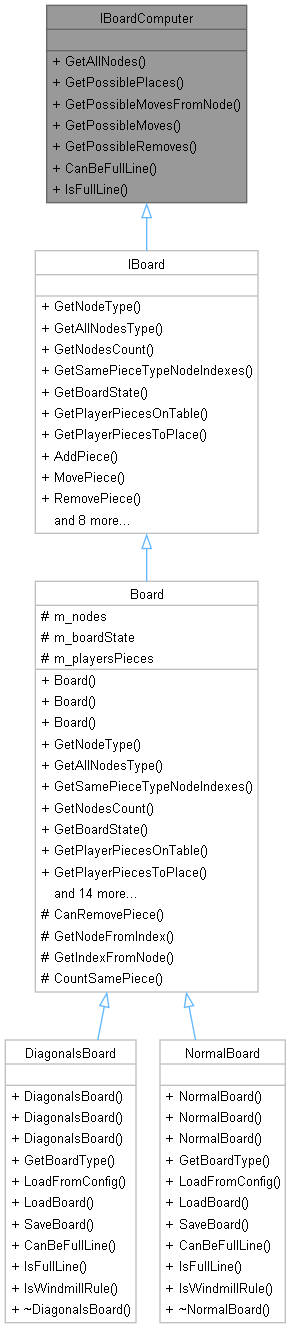 IBoardComputer
+ GetAllNodes()
+ GetPossiblePlaces()
+ GetPossibleMovesFromNode()
+ GetPossibleMoves()
+ GetPossibleRemoves()
+ CanBeFullLine()
+ IsFullLine()
IBoard
+ GetNodeType()
+ GetAllNodesType()
+ GetNodesCount()
+ GetSamePieceTypeNodeIndexes()
+ GetBoardState()
+ GetPlayerPiecesOnTable()
+ GetPlayerPiecesToPlace()
+ AddPiece()
+ MovePiece()
+ RemovePiece()
and 8 more...
Board
# m_nodes
# m_boardState
# m_playersPieces
+ Board()
+ Board()
+ Board()
+ GetNodeType()
+ GetAllNodesType()
+ GetSamePieceTypeNodeIndexes()
+ GetNodesCount()
+ GetBoardState()
+ GetPlayerPiecesOnTable()
+ GetPlayerPiecesToPlace()
and 14 more...
# CanRemovePiece()
# GetNodeFromIndex()
# GetIndexFromNode()
# CountSamePiece()
DiagonalsBoard
+ DiagonalsBoard()
+ DiagonalsBoard()
+ DiagonalsBoard()
+ GetBoardType()
+ LoadFromConfig()
+ LoadBoard()
+ SaveBoard()
+ CanBeFullLine()
+ IsFullLine()
+ IsWindmillRule()
+ ~DiagonalsBoard()
NormalBoard
+ NormalBoard()
+ NormalBoard()
+ NormalBoard()
+ GetBoardType()
+ LoadFromConfig()
+ LoadBoard()
+ SaveBoard()
+ CanBeFullLine()
+ IsFullLine()
+ IsWindmillRule()
+ ~NormalBoard()